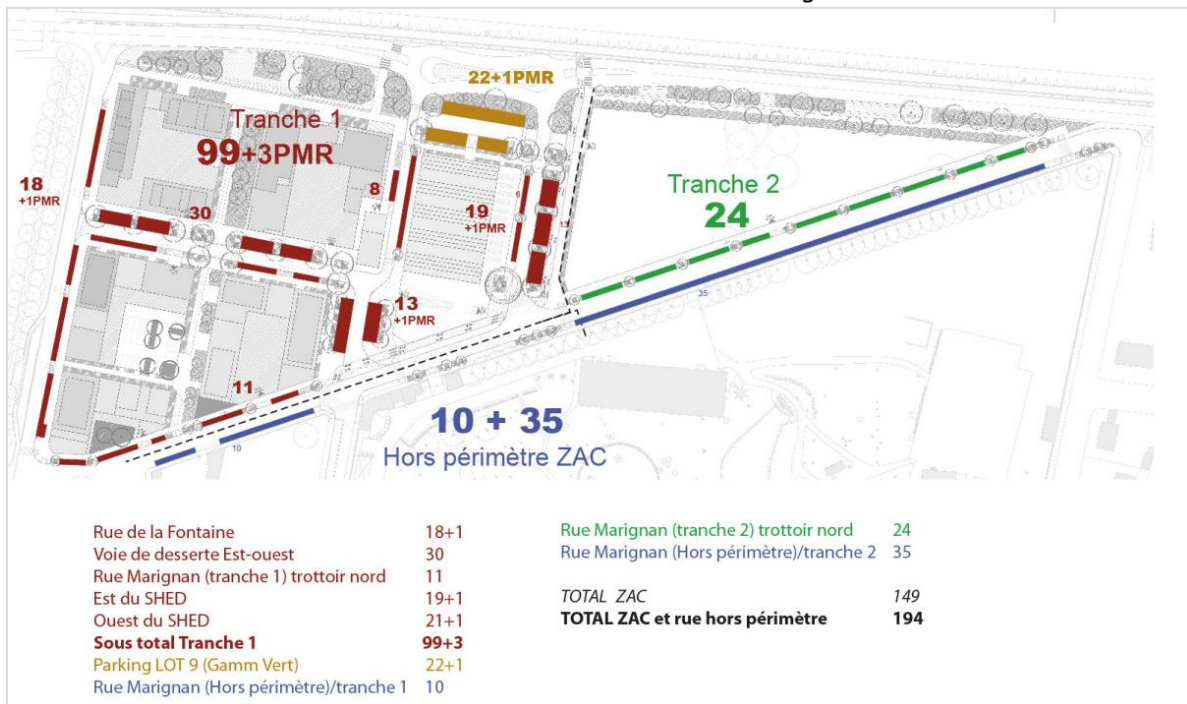 22+1PMR
Tranche 1
99+3PMR
18
+1PMR
8
30
19
+1PMR
6
13
Tranche 2
24
35
13
+1PMR
11
10
10 + 35
Hors périmètre ZAC
Rue de la Fontaine 18+1
Voie de desserte Est-ouest 30
Rue Marignan (tranche 1) trottoir nord 11
Est du SHED 19+1
Ouest du SHED 21+1
Sous total Tranche 1 99+3
Parking LOT 9 (Gamm Vert) 22+1
Rue Marignan (Hors périmètre)/tranche 1 10
Rue Marignan (tranche 2) trottoir nord 24
Rue Marignan (Hors périmètre)/tranche 2 35
TOTAL ZAC 149
TOTAL ZAC et rue hors périmètre 194